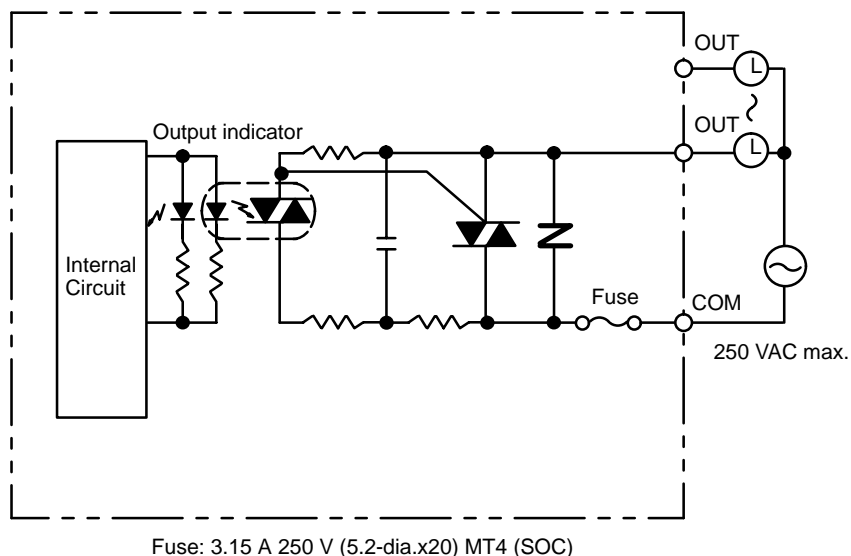 OUT
L
OUT
L
Output indicator
Internal
Circuit
Fuse
COM
250 VAC max.
Fuse: 3.15 A 250 V (5.2-dia.x20) MT4 (SOC)